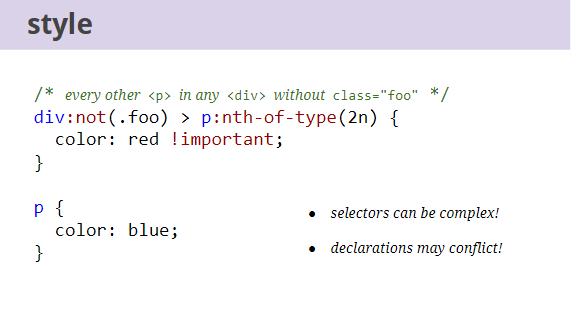 style
/* every other <p> in any <div> without class="foo" */
div:not(.foo) > p:nth-of-type(2n) {
  color: red !important;
}
p {
  color: blue;
}
• selectors can be complex!
• declarations may conflict!